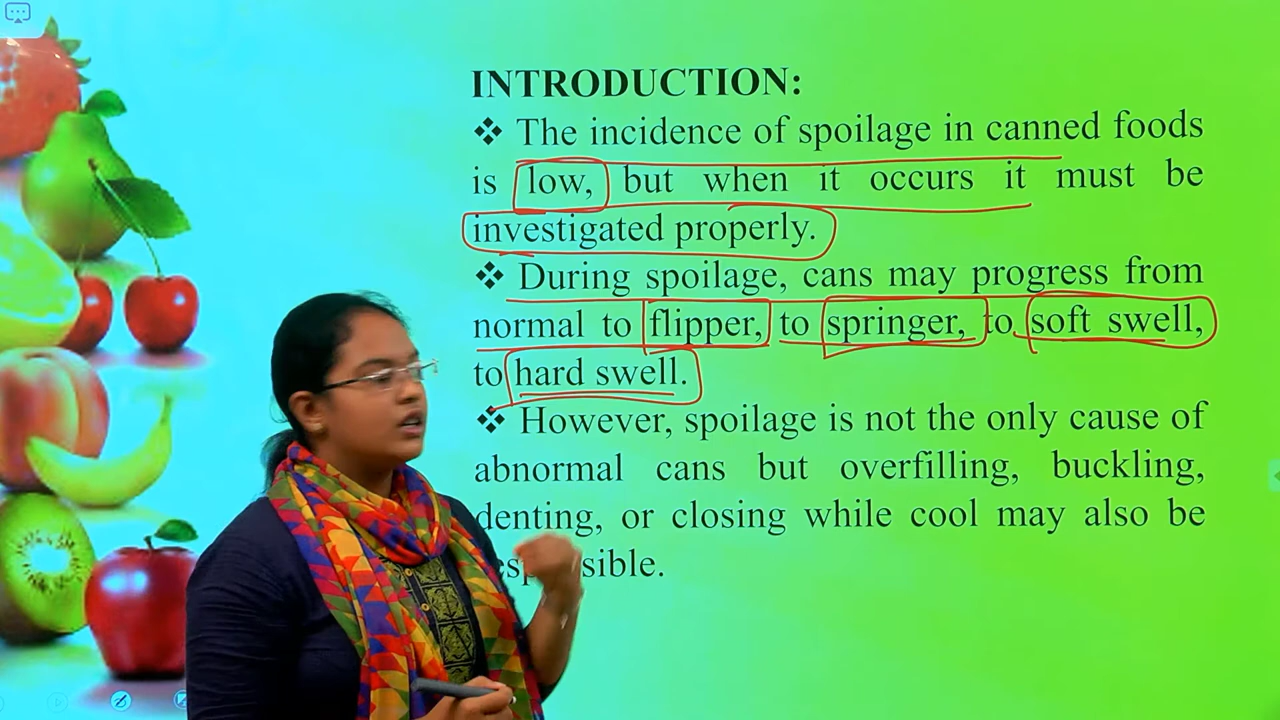 INTRODUCTION:
❖ The incidence of spoilage in canned foods
is low, but when it occurs it must be
investigated properly.
❖ During spoilage, cans may progress from
normal to flipper, to springer, to soft swell,
to hard swell.
❖ However, spoilage is not the only cause of
abnormal cans but overfilling, buckling,
denting, or closing while cool may also be
responsible.